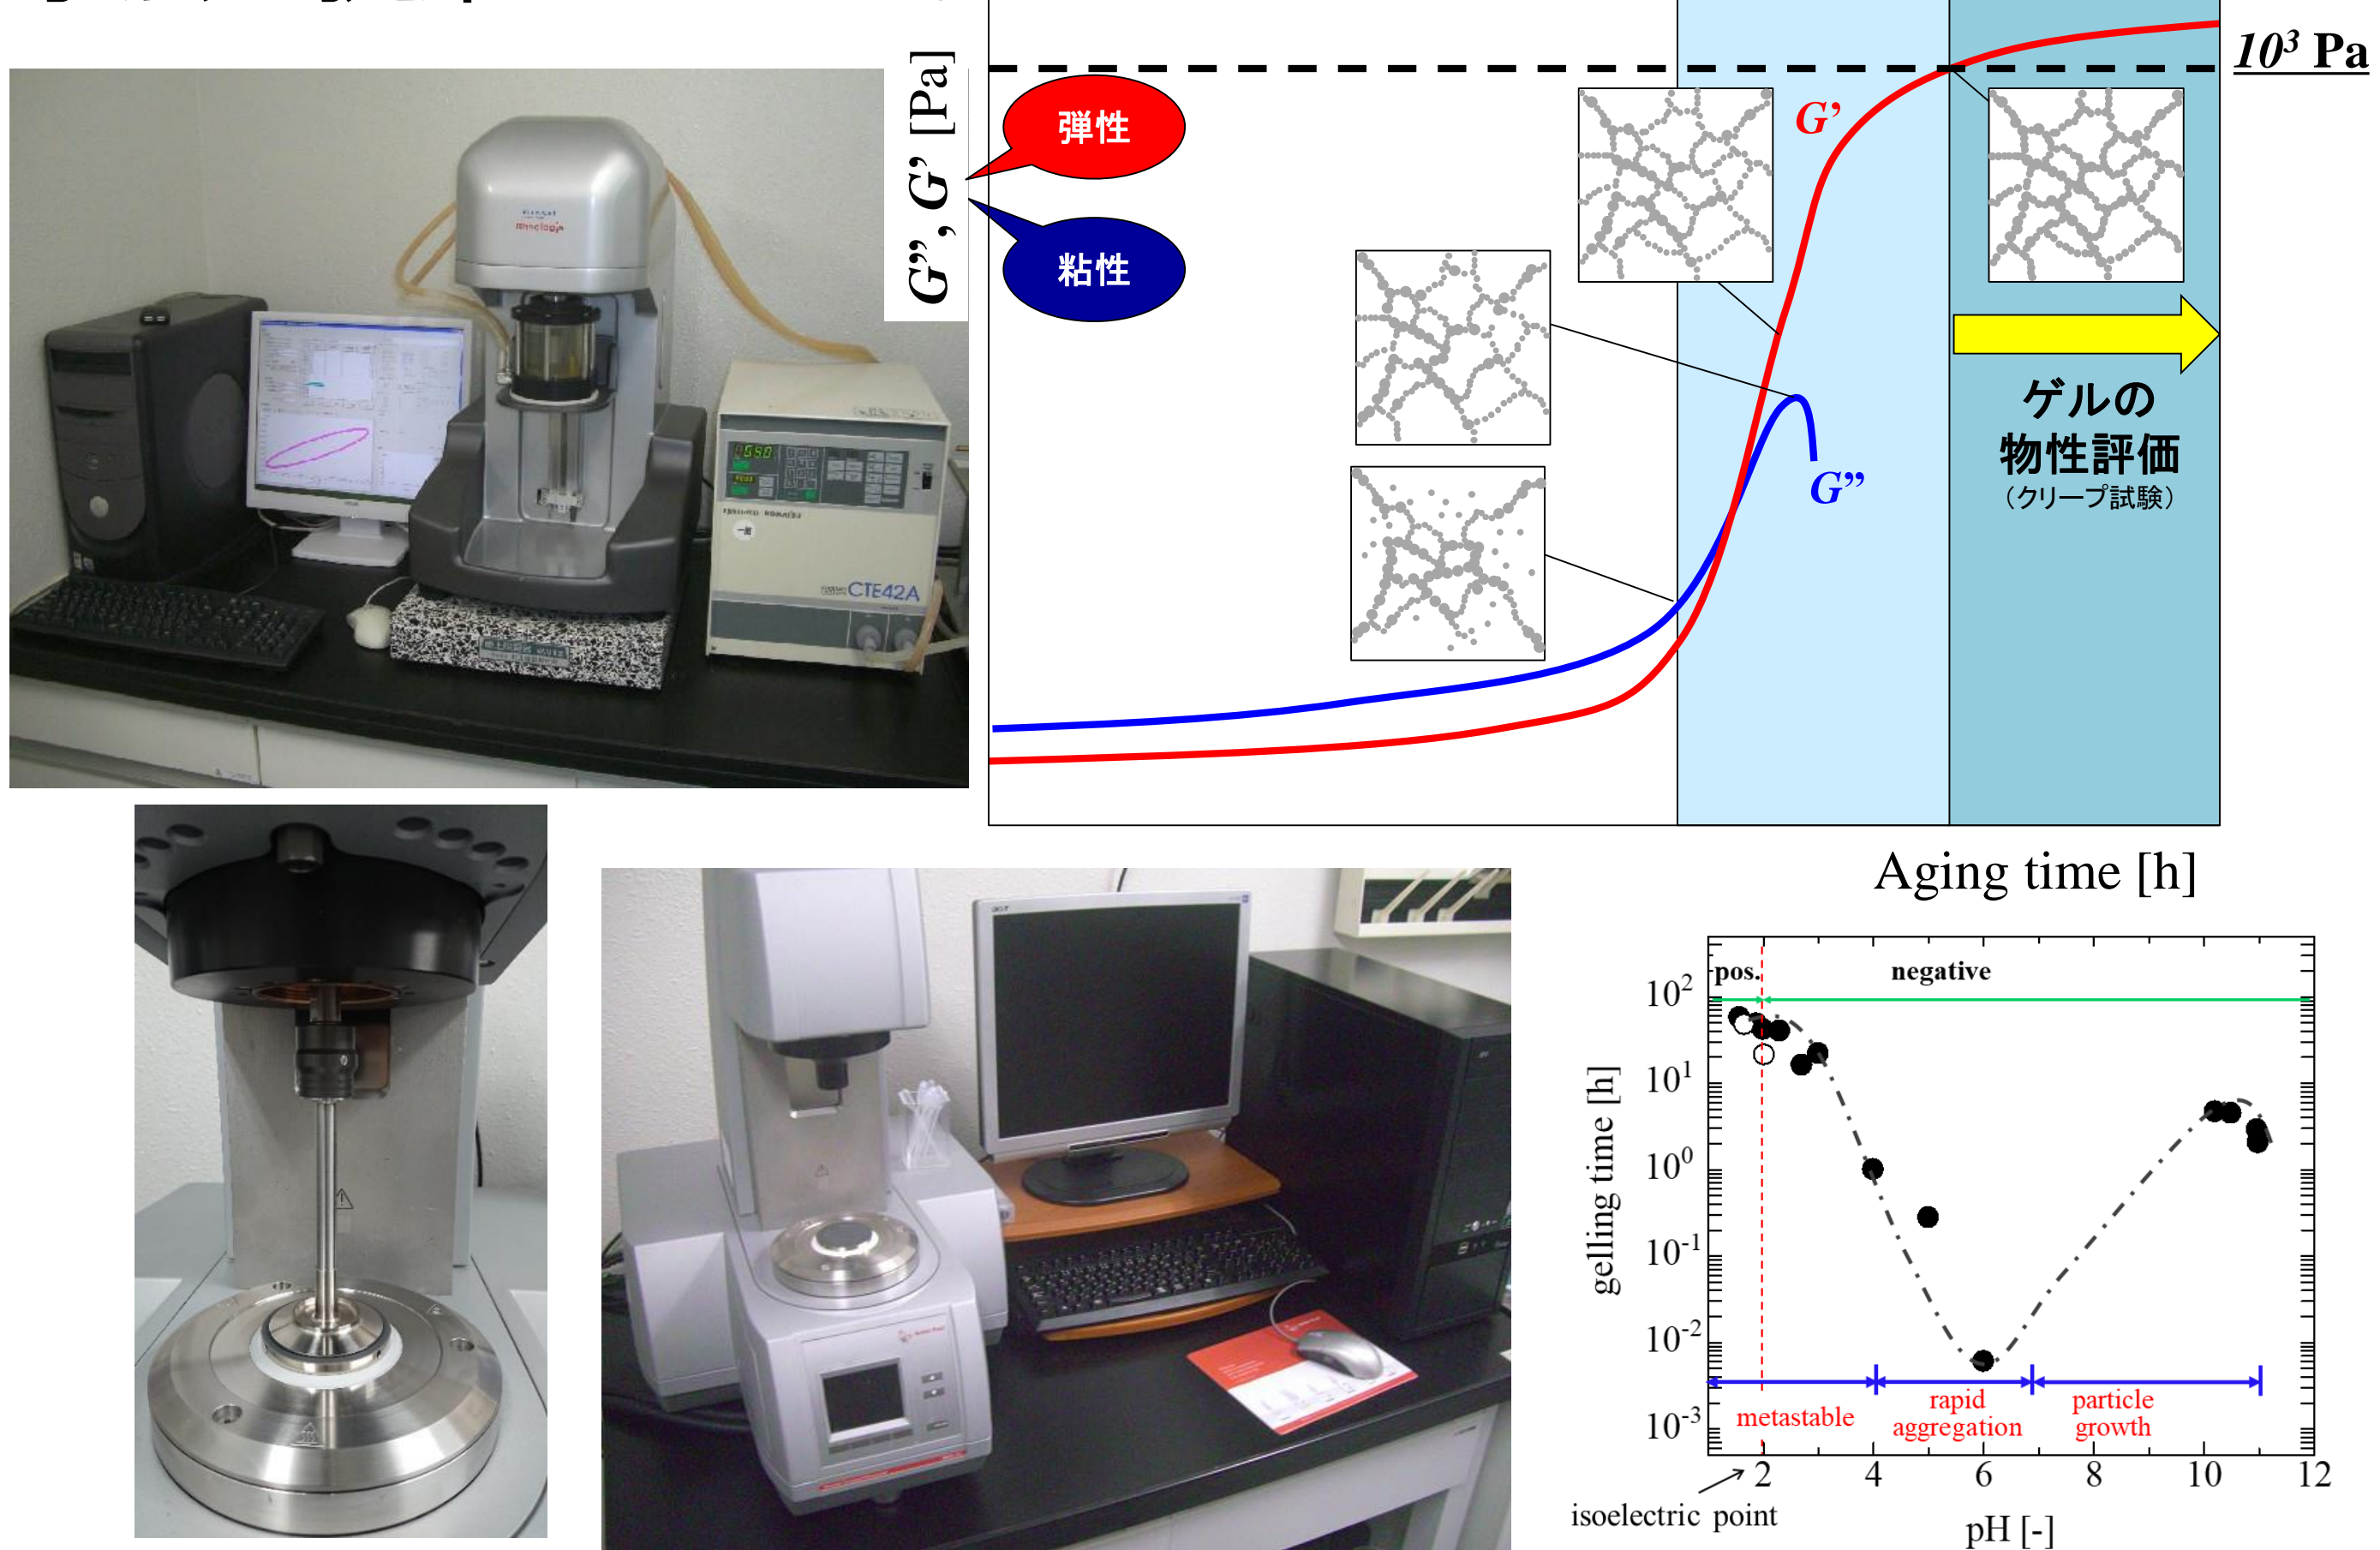 10³ Pa
G”, G’ [Pa]
弾性
粘性
G’
G”
ゲルの
物性評価
（クリープ試験）
CTE42A
Aging time [h]
pos.
negative
10²
10¹
10⁰
10⁻¹
10⁻²
10⁻³
gelling time [h]
metastable
rapid
aggregation
particle
growth
2
4
6
8
10
12
isoelectric point
pH [-]